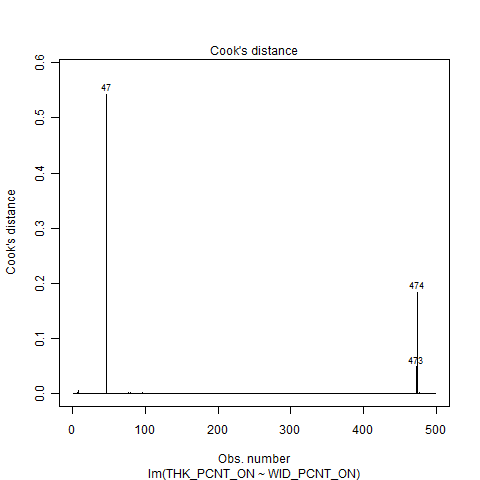 Cook's distance
0.6
47
0.5
0.4
0.3
474
0.2
0.1
473
0.0
Cook's distance
0 100 200 300 400 500
Obs. number
lm(THK_PCNT_ON ~ WID_PCNT_ON)